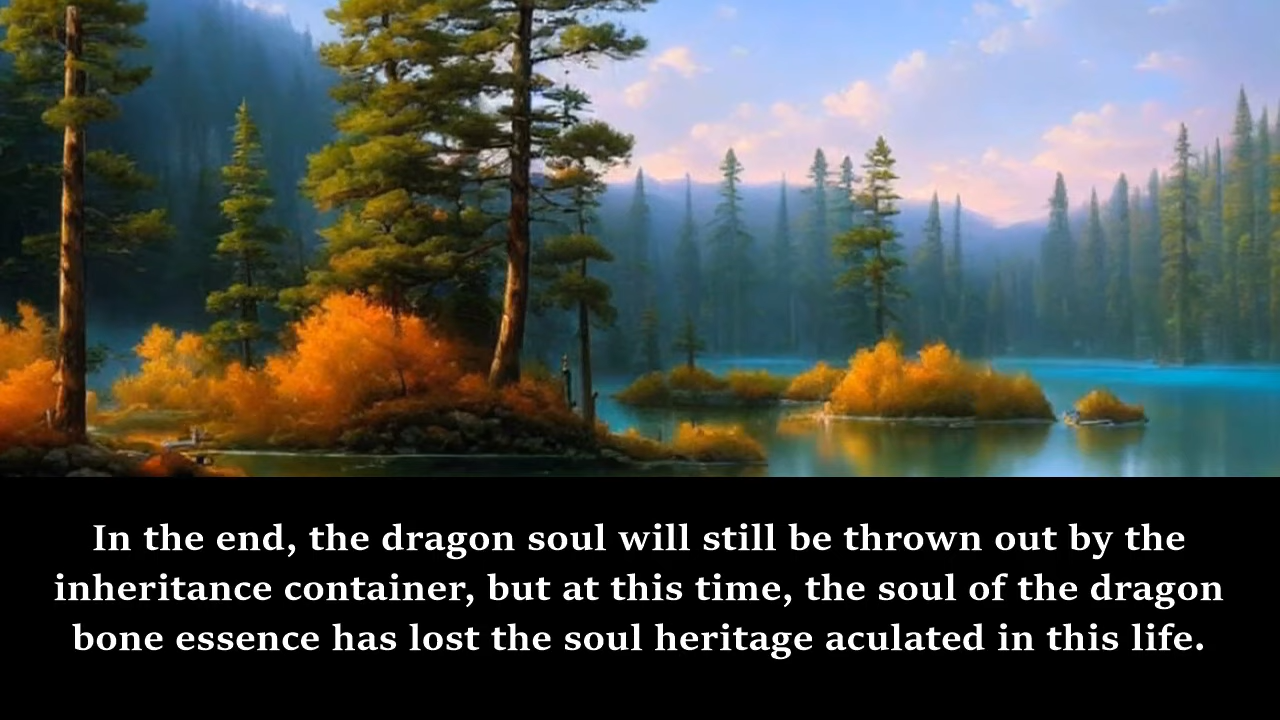 In the end, the dragon soul will still be thrown out by the
inheritance container, but at this time, the soul of the dragon
bone essence has lost the soul heritage aculated in this life.